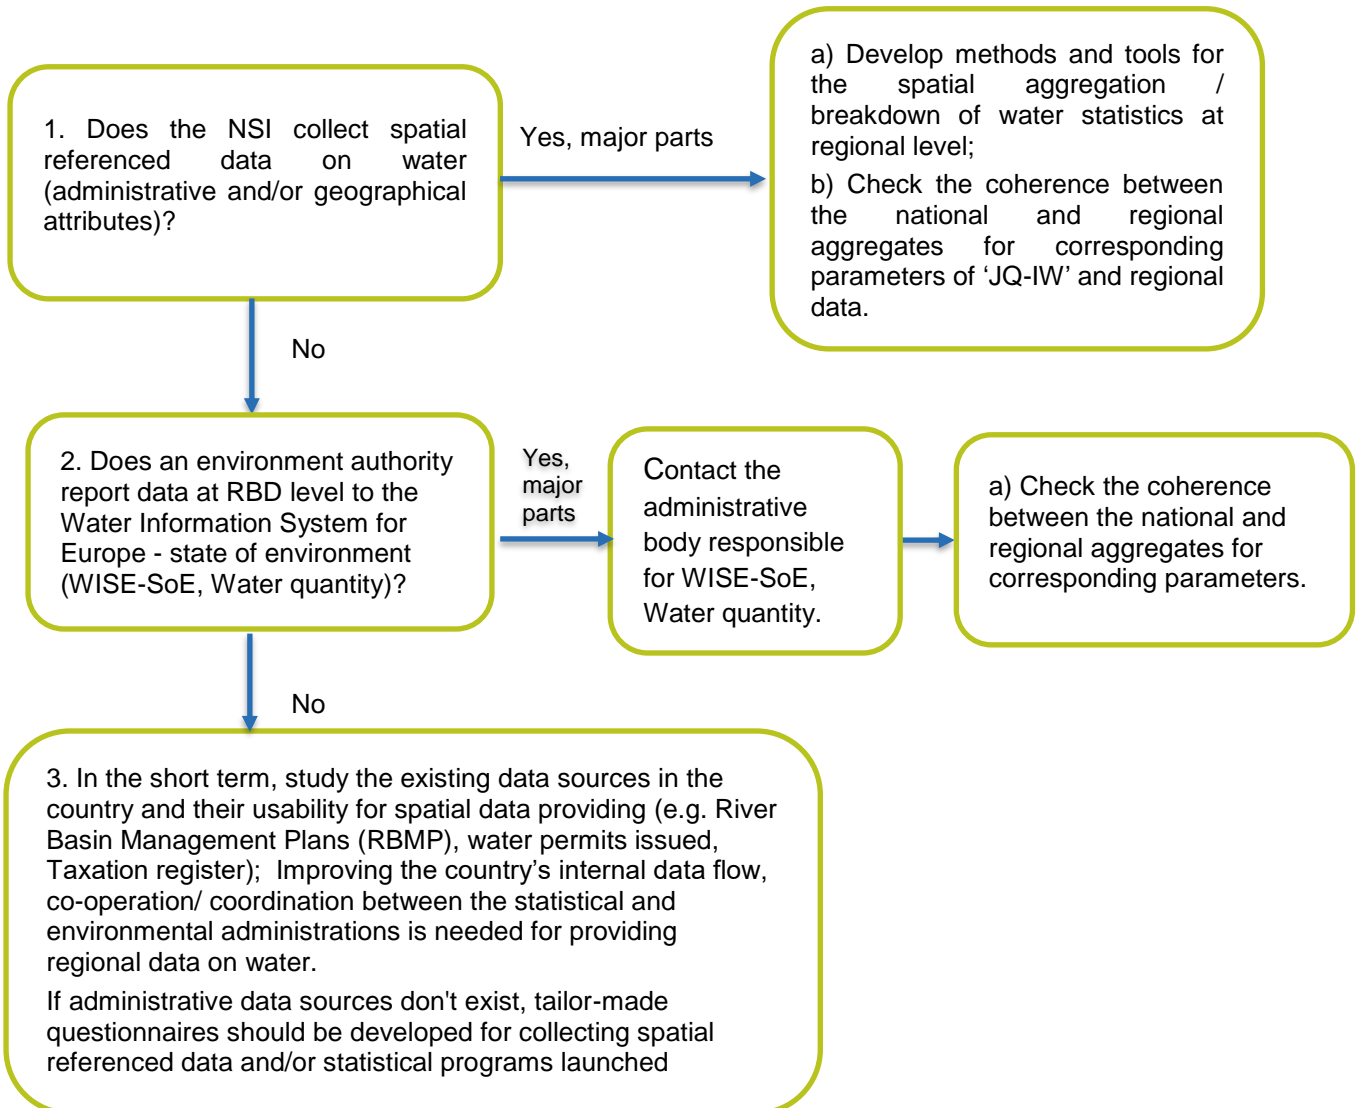 1. Does the NSI collect spatial
referenced data on water
(administrative and/or geographical
attributes)?
Yes, major parts
a) Develop methods and tools for
the spatial aggregation /
breakdown of water statistics at
regional level;
b) Check the coherence between
the national and regional
aggregates for corresponding
parameters of ‘JQ-IW’ and regional
data.
No
2. Does an environment authority
report data at RBD level to the
Water Information System for
Europe - state of environment
(WISE-SoE, Water quantity)?
Yes,
major
parts
Contact the
administrative
body responsible
for WISE-SoE,
Water quantity.
a) Check the coherence
between the national and
regional aggregates for
corresponding parameters.
No
3. In the short term, study the existing data sources in the
country and their usability for spatial data providing (e.g. River
Basin Management Plans (RBMP), water permits issued,
Taxation register); Improving the country’s internal data flow,
co-operation/ coordination between the statistical and
environmental administrations is needed for providing
regional data on water.
If administrative data sources don't exist, tailor-made
questionnaires should be developed for collecting spatial
referenced data and/or statistical programs launched